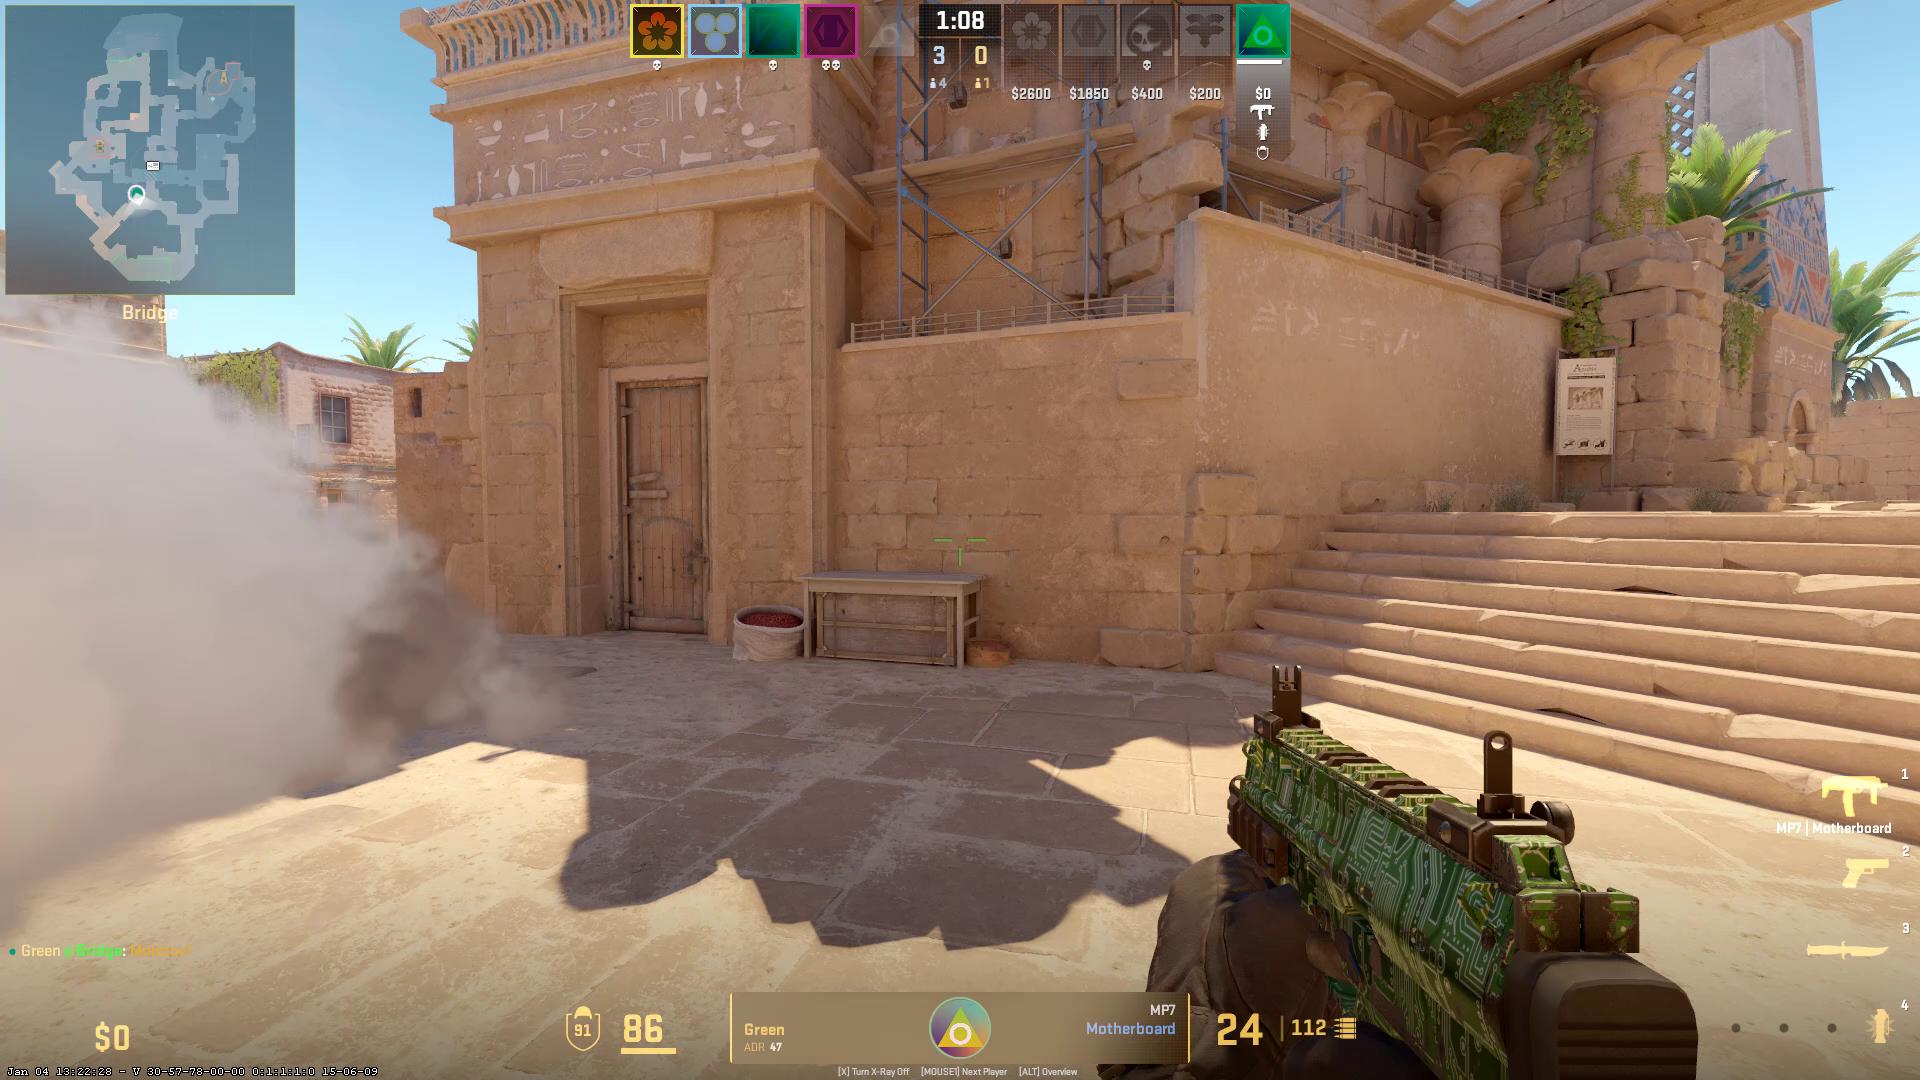 1:08
3 0
4 1
$2600 $1850 $400 $200 $0
Bridge
1
MP7 | Motherboard
2
3
4
Green @ Bridge: Molotov!
$0
91 86
Green
ADR 47
MP7
Motherboard
24 | 112
[X] Turn X-Ray Off [MOUSE1] Next Player [ALT] Overview
Jan 04 13:22:28 - V 30-57-78-00-00 0:1:1:1:0 15-06-09